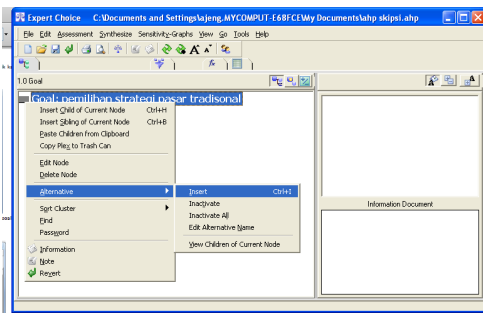 Expert Choice C:\Documents and Settings\ajeng.MYCOMPUT-E68FCE\My Documents\ahp skipsi.ahp
File Edit Assessment Synthesize Sensitivity-Graphs View Go Tools Help
1.0 Goal
Goal: pemilihan strategi pasar tradisonal
Insert Child of Current Node Ctrl+H
Insert Sibling of Current Node Ctrl+B
Paste Children from Clipboard
Copy Plex to Trash Can
Edit Node
Delete Node
Alternative
Insert Ctrl+I
Inactivate
Inactivate All
Edit Alternative Name
View Children of Current Node
Sort Cluster
Find
Password
Information
Note
Revert
Information Document